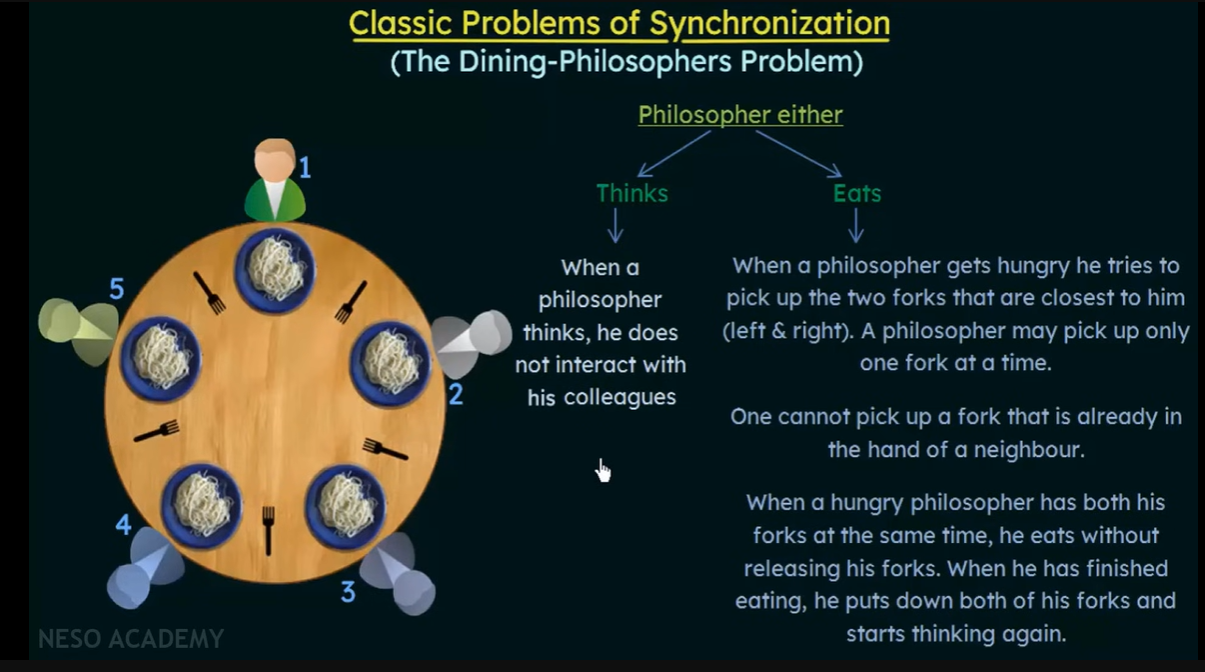 Classic Problems of Synchronization
(The Dining-Philosophers Problem)
Philosopher either
Thinks
Eats
When a
philosopher
thinks, he does
not interact with
his colleagues
When a philosopher gets hungry he tries to
pick up the two forks that are closest to him
(left & right). A philosopher may pick up only
one fork at a time.
One cannot pick up a fork that is already in
the hand of a neighbour.
When a hungry philosopher has both his
forks at the same time, he eats without
releasing his forks. When he has finished
eating, he puts down both of his forks and
starts thinking again.
1
5
2
4
3
NESO ACADEMY